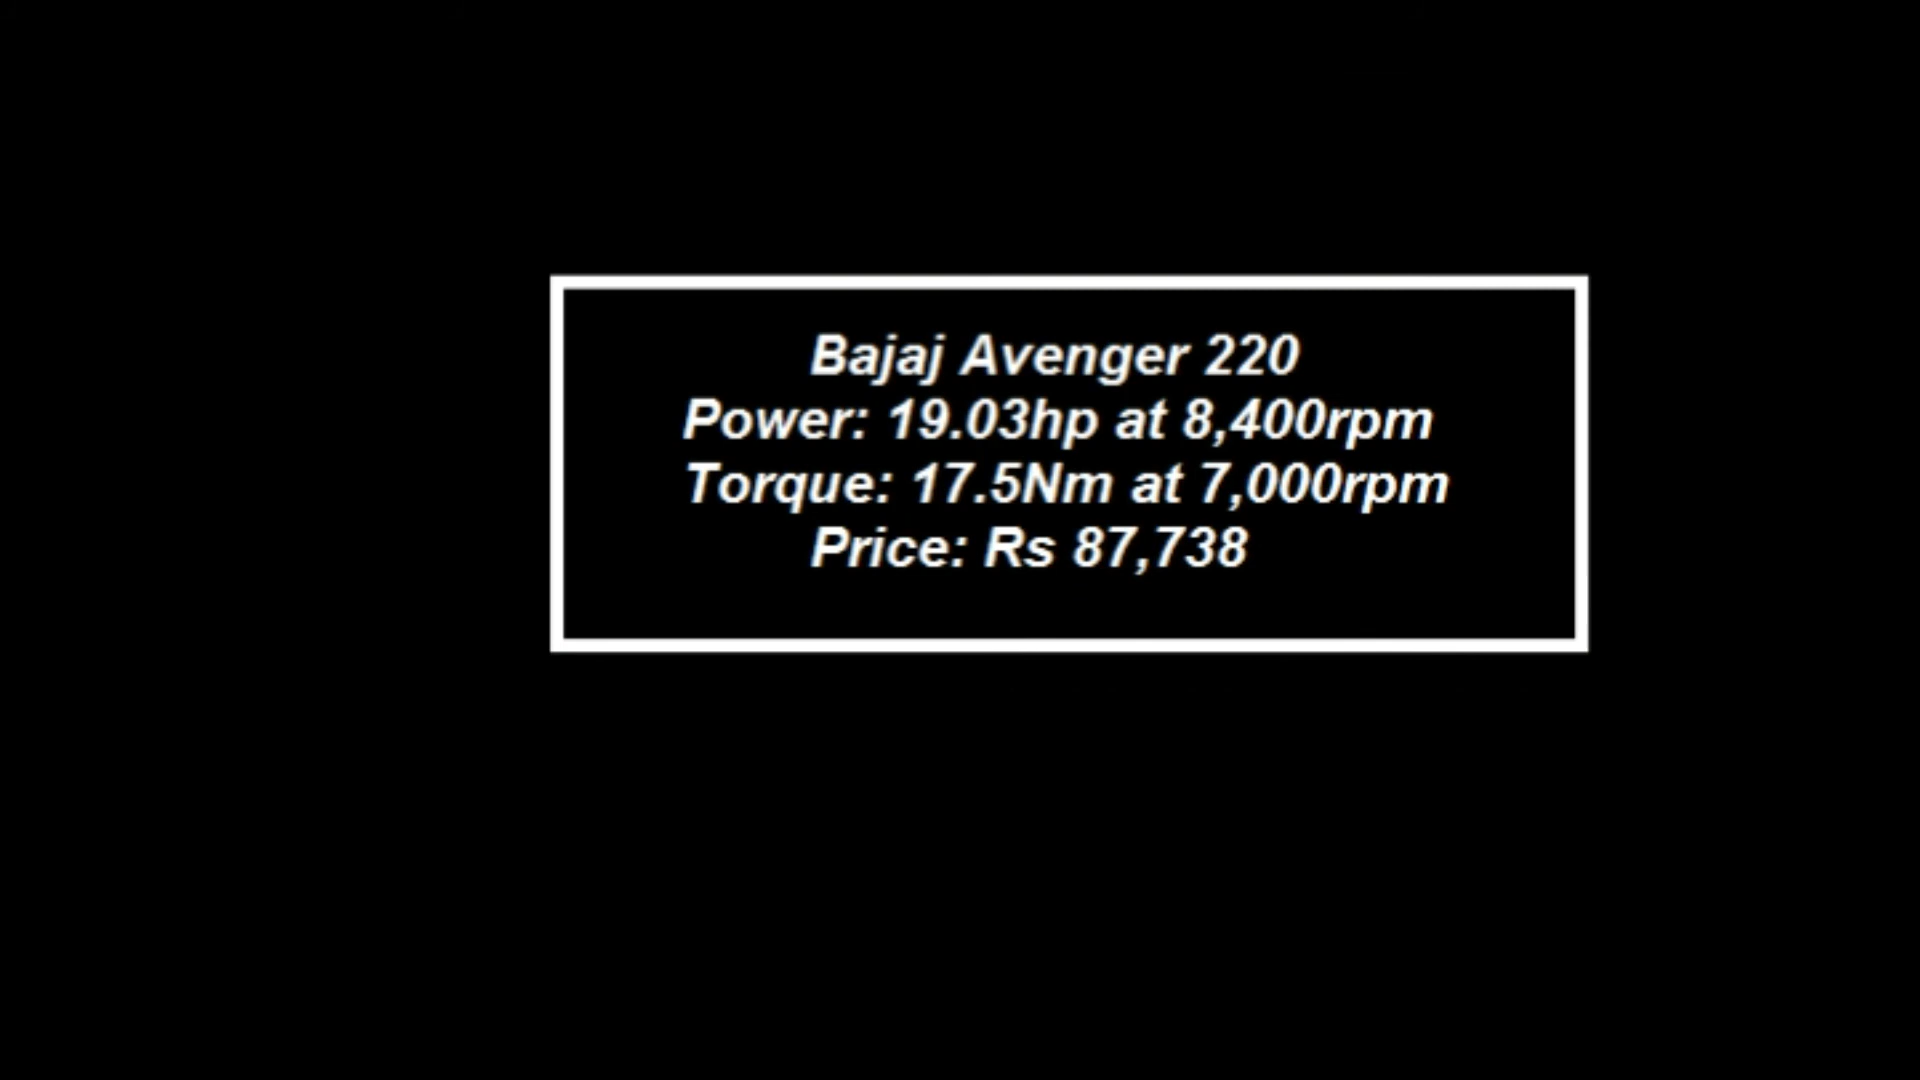 Bajaj Avenger 220
Power: 19.03hp at 8,400rpm
Torque: 17.5Nm at 7,000rpm
Price: Rs 87,738